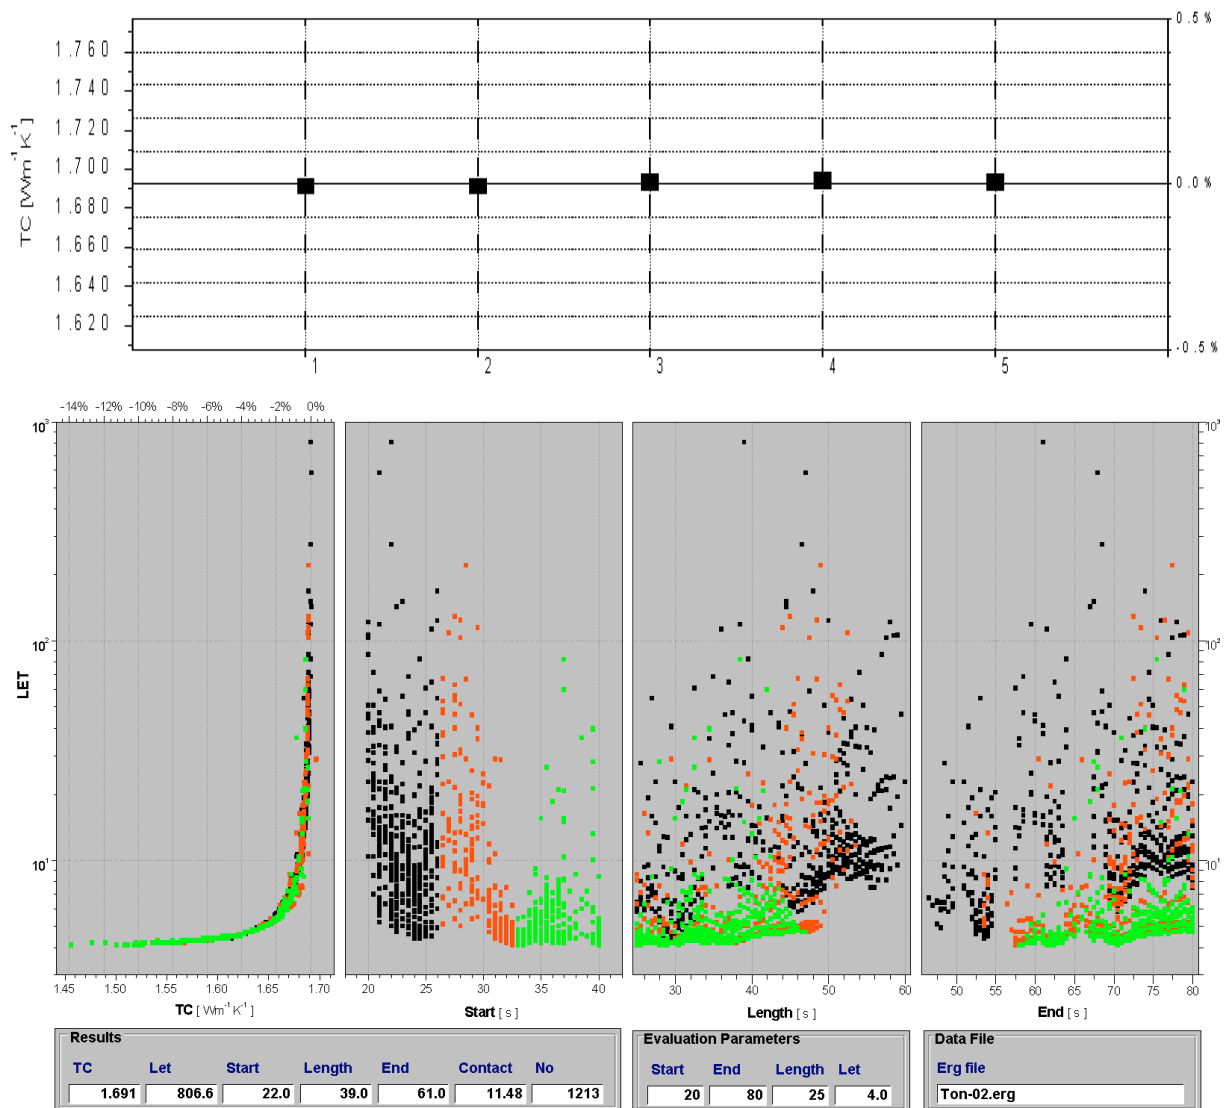 0.5 %
1.760
1.740
1.720
1.700
0.0 %
1.680
1.660
1.640
1.620
-0.5 %
TC [Wm⁻¹K⁻¹]
1 2 3 4 5
-14% -12% -10% -8% -6% -4% -2% 0%
10³ 10³
10² 10²
LET
10¹ 10¹
1.45 1.50 1.55 1.60 1.65 1.70 20 25 30 35 40 30 40 50 60 50 55 60 65 70 75 80
TC [ Wm⁻¹K⁻¹] Start [ s ] Length [ s ] End [ s ]
Results Evaluation Parameters Data File
TC Let Start Length End Contact No Start End Length Let Erg file
1.691 806.6 22.0 39.0 61.0 11.48 1213 20 80 25 4.0 Ton-02.erg